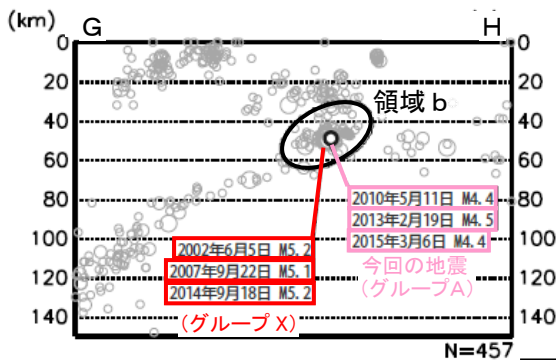 (km) G H
0 0
20 20
40 領域b 40
60 60
80 80
2010年5月11日 M4.4
2013年2月19日 M4.5
2015年3月6日 M4.4
100 100
今回の地震
(グループA)
2002年6月5日 M5.2
2007年9月22日 M5.1
2014年9月18日 M5.2
120 120
(グループX)
140 140
N=457